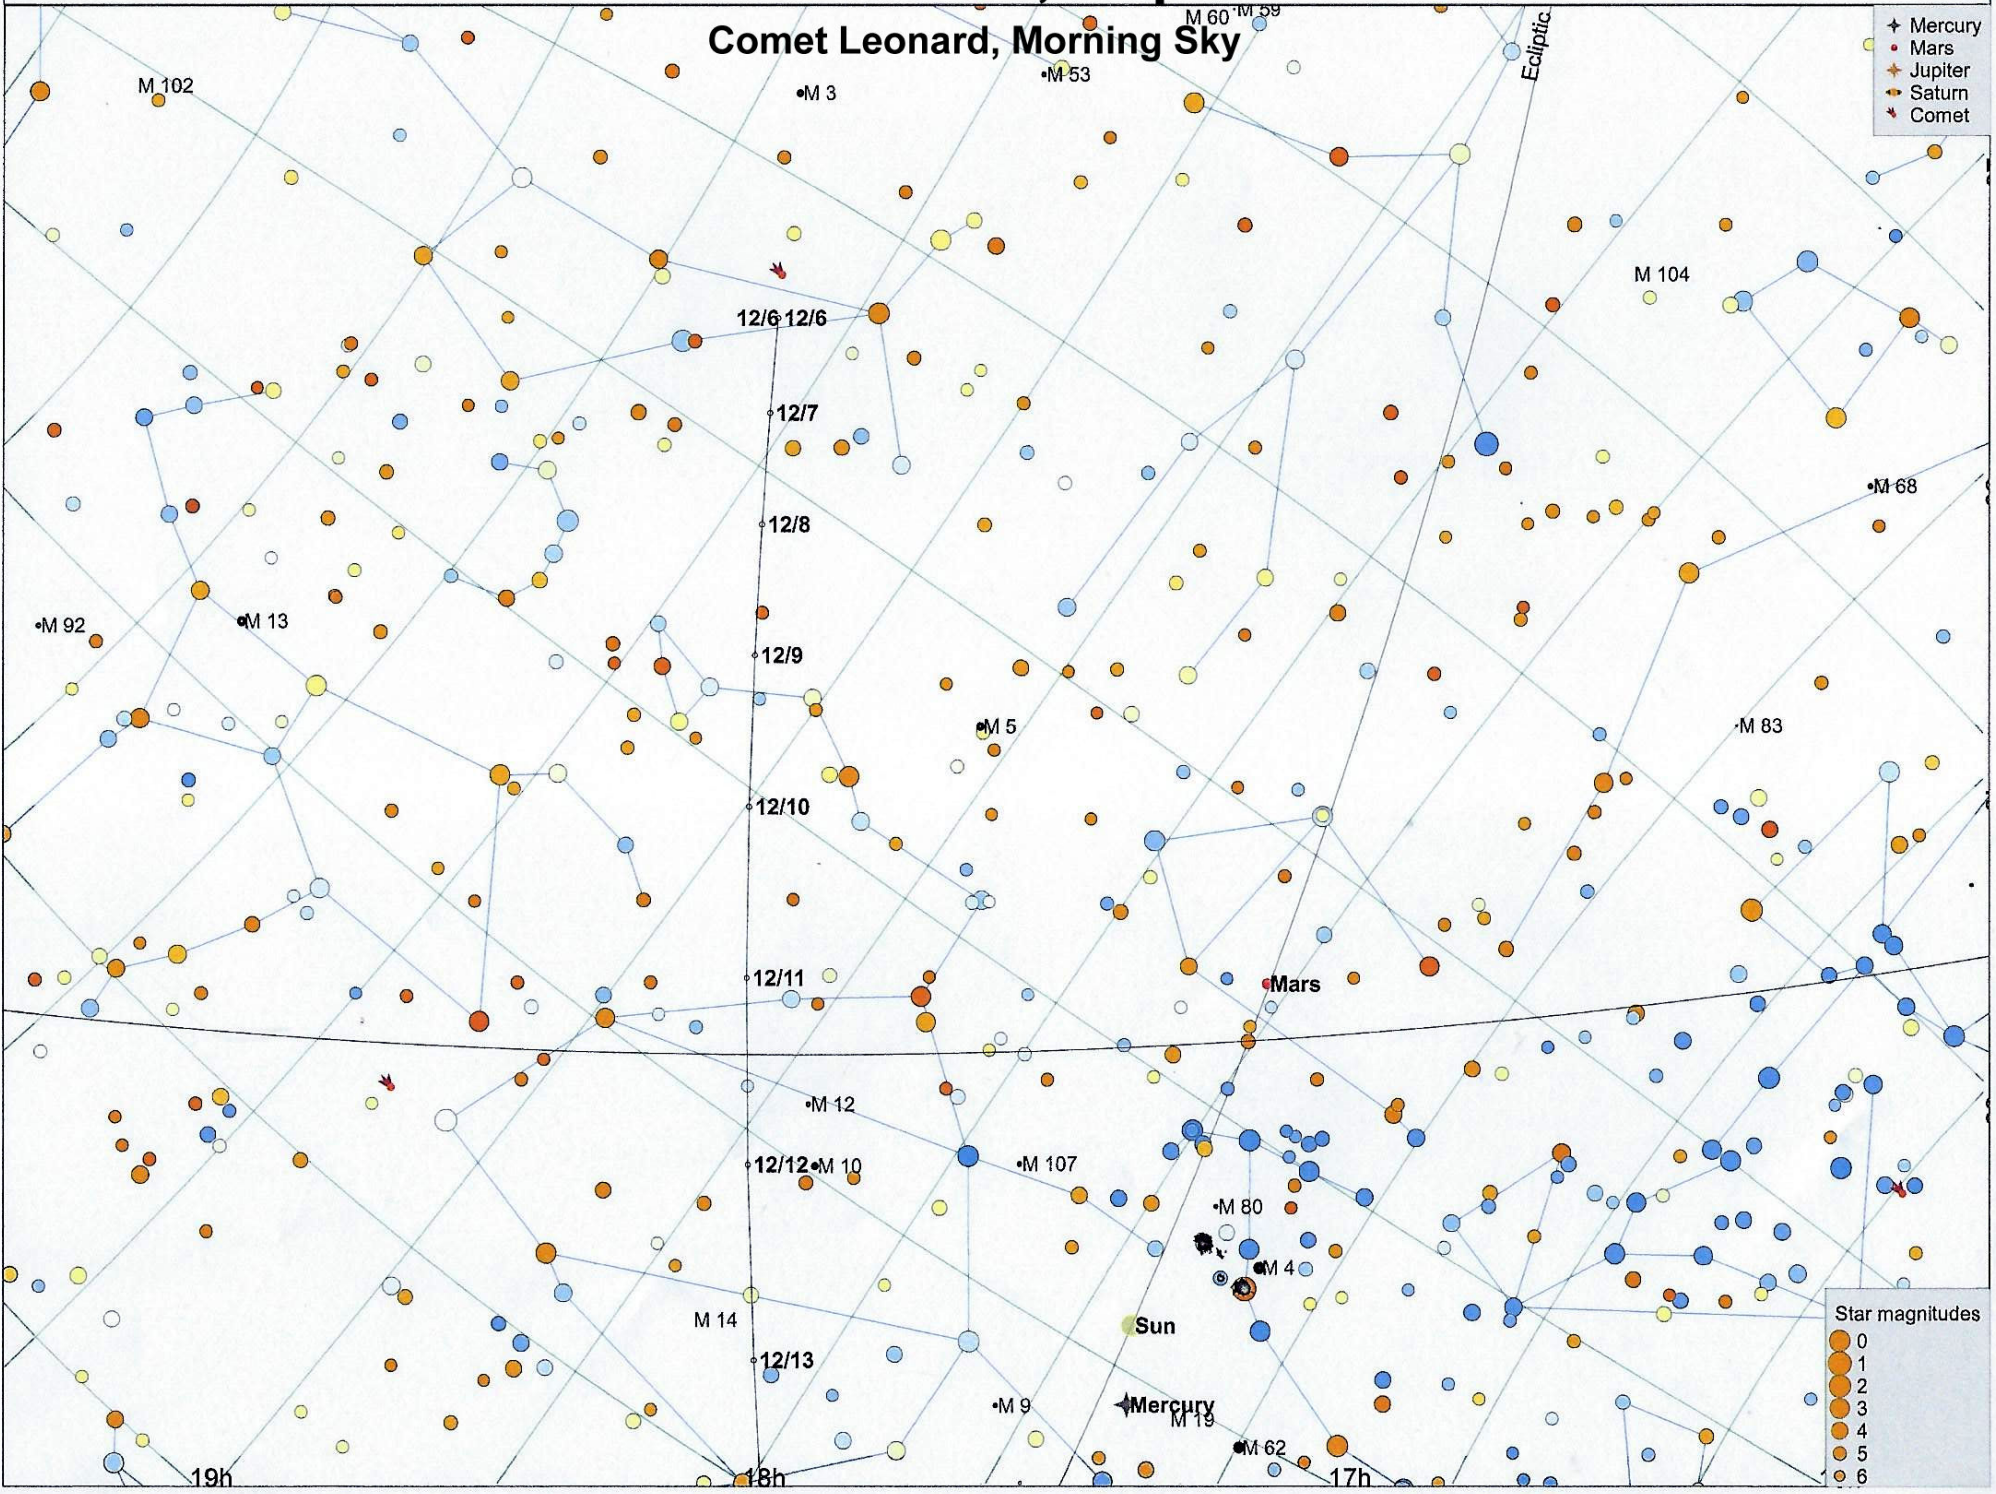 M 60 M 59
Comet Leonard, Morning Sky
Ecliptic
Mercury
Mars
Jupiter
Saturn
Comet
M 102
M 3
M 53
M 104
12/6 12/6
12/7
M 68
12/8
M 92
M 13
12/9
M 5
M 83
12/10
12/11
Mars
M 12
12/12 M 10
M 107
M 80
M 4
M 14
Sun
12/13
M 9
Mercury
M 19
M 62
19h
18h
17h
Star magnitudes
0
1
2
3
4
5
6